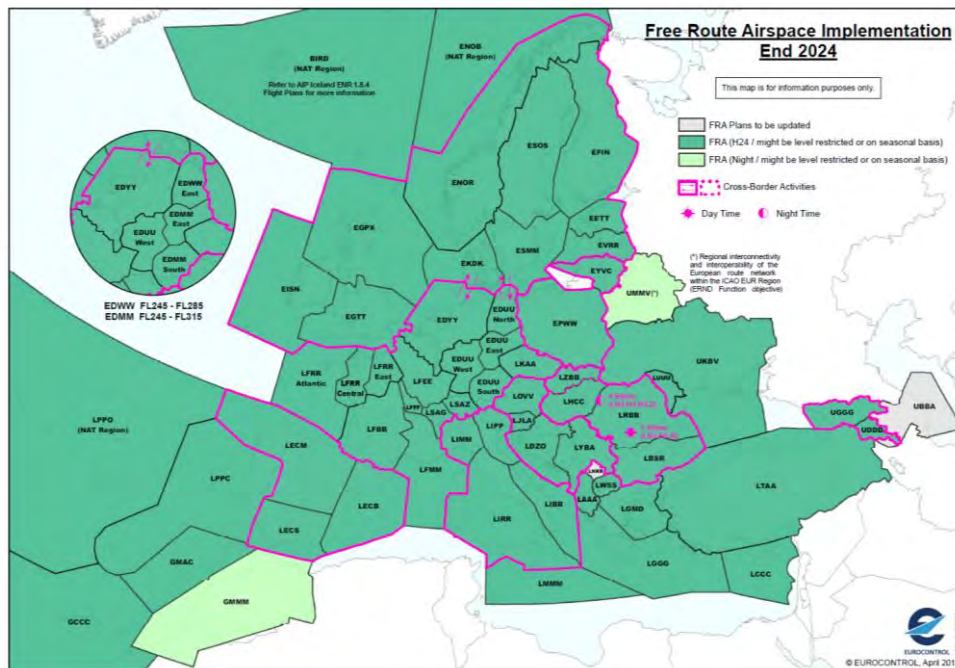 Free Route Airspace Implementation
End 2024
This map is for information purposes only.
FRA Plans to be updated
FRA (H24 / might be level restricted or on seasonal basis)
FRA (Night / might be level restricted or on seasonal basis)
Cross-Border Activities
Day Time
Night Time
(*) Regional interconnectivity
and interoperability of the
European route network
within the ICAO EUR Region
(ERND Function objective)
BIRD
(NAT Region)
Refer to AIP Iceland ENR 1.8.4
Flight Plans for more information
ENOB
(NAT Region)
ESOS
EFIN
ENOR
EETT
EVRR
EYVC
ESMM
UMMV(*)
EDYY
EDWW
East
EDMM
East
EDUU
West
EDMM
South
EDWW FL245 - FL285
EDMM FL245 - FL315
EGPX
EKDK
EISN
EGTT
EDYY
EDUU
North
EPWW
EDUU
East
EDUU
West
LKAA
UKBV
LFRR
Atlantic
LFRR
Central
LFRR
East
LFEE
EDUU
South
LZBB
LOVV
LHCC
LSAG
LSAZ
LRBB
UGGG
UDDD
UBBA
LPPO
(NAT Region)
LECM
LFBB
LIMM
LIPP
LJLA
LDZO
LYBA
LBSR
LPPC
LFMM
LWSS
LTAA
LECB
LECS
LIRR
LIBB
LAAA
LGMD
GMAC
GMMM
LMMM
LGGG
LCCC
GCCC
EUROCONTROL
© EUROCONTROL, April 201